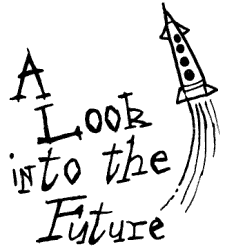 A
Look
into the
Future